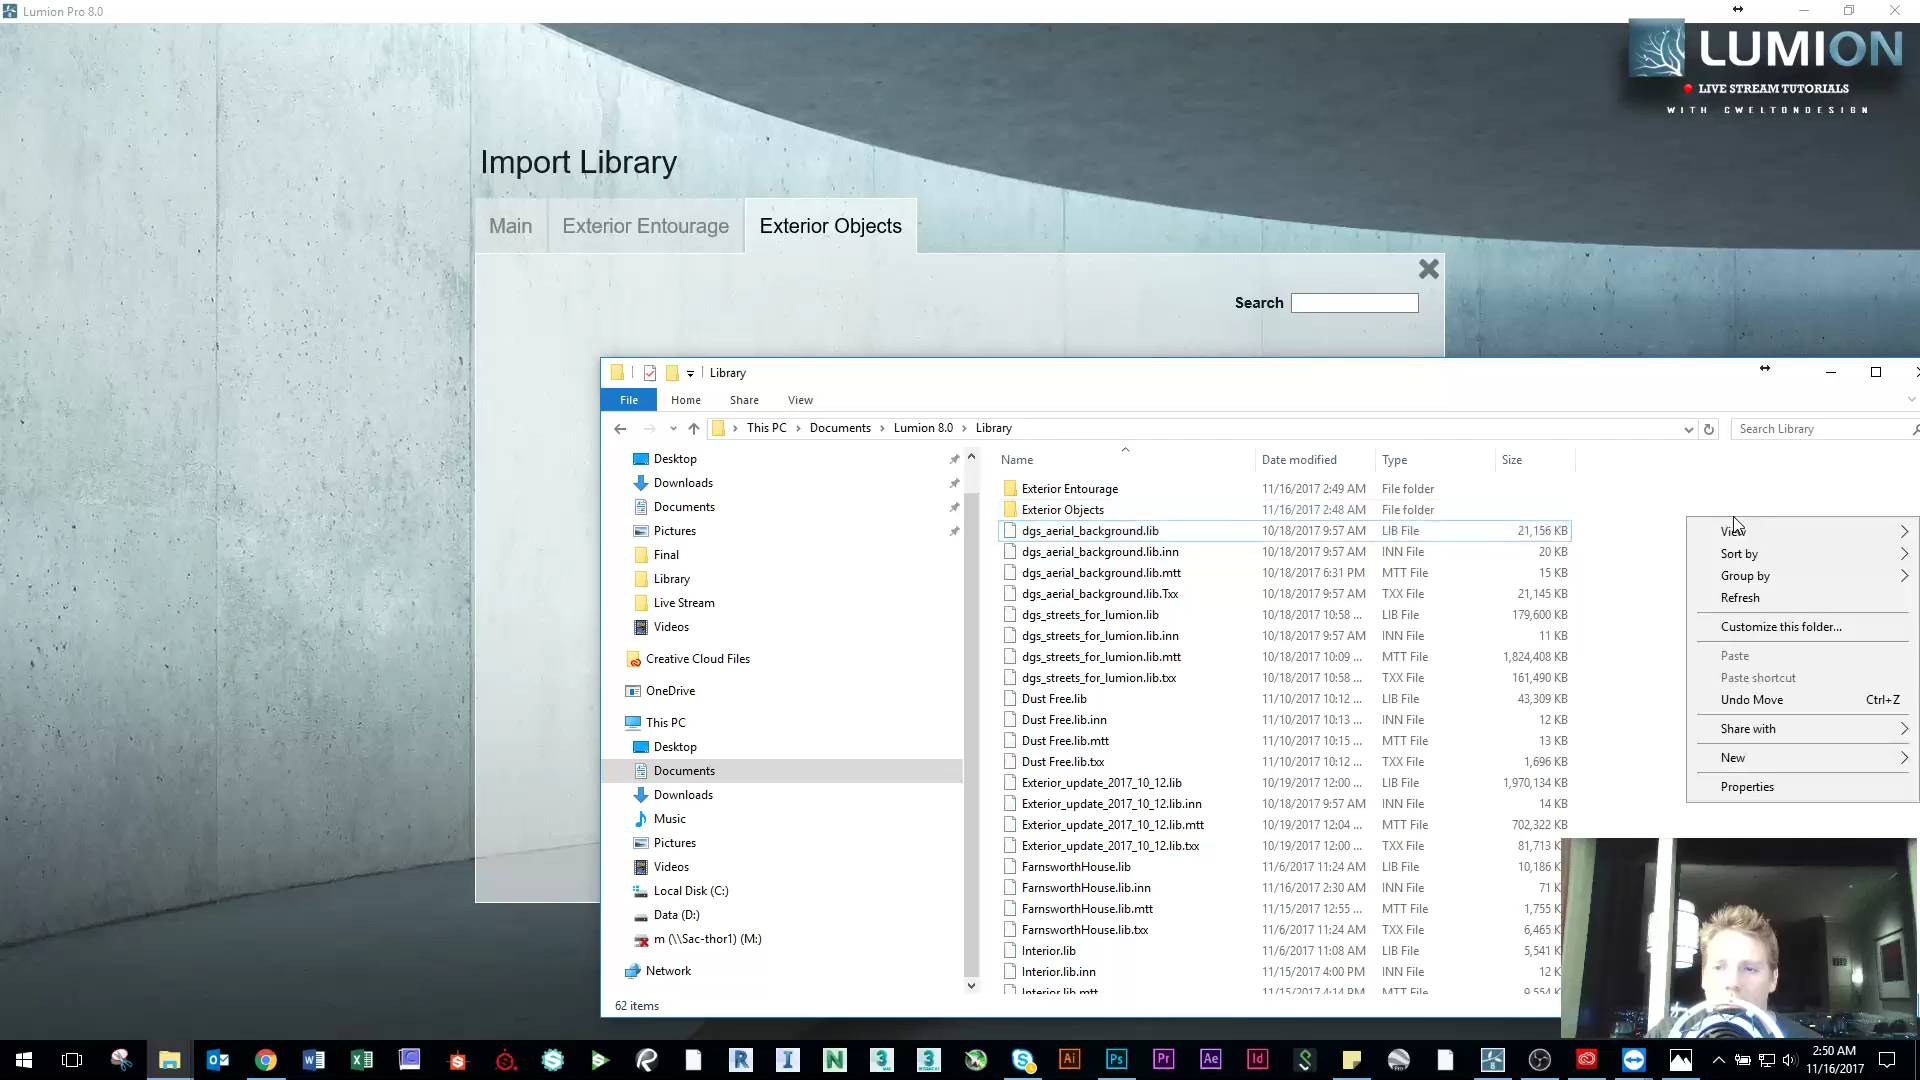 Lumion Pro 8.0
LUMION
LIVE STREAM TUTORIALS
WITH CWELTONDESIGN
Import Library
Main
Exterior Entourage
Exterior Objects
Search
Library
File
Home
Share
View
This PC
Documents
Lumion 8.0
Library
Search Library
Desktop
Downloads
Documents
Pictures
Final
Library
Live Stream
Videos
Creative Cloud Files
OneDrive
This PC
Desktop
Documents
Downloads
Music
Pictures
Videos
Local Disk (C:)
Data (D:)
m (\\Sac-thor1) (M:)
Network
Name Date modified Type Size
Exterior Entourage 11/16/2017 2:49 AM File folder
Exterior Objects 11/16/2017 2:48 AM File folder
dgs_aerial_background.lib 10/18/2017 9:57 AM LIB File 21,156 KB
dgs_aerial_background.lib.inn 10/18/2017 9:57 AM INN File 20 KB
dgs_aerial_background.lib.mtt 10/18/2017 6:31 PM MTT File 15 KB
dgs_aerial_background.lib.Txx 10/18/2017 9:57 AM TXX File 21,145 KB
dgs_streets_for_lumion.lib 10/18/2017 10:58 ... LIB File 179,600 KB
dgs_streets_for_lumion.lib.inn 10/18/2017 9:57 AM INN File 11 KB
dgs_streets_for_lumion.lib.mtt 10/18/2017 10:09 ... MTT File 1,824,408 KB
dgs_streets_for_lumion.lib.txx 10/18/2017 10:58 ... TXX File 161,490 KB
Dust Free.lib 11/10/2017 10:12 ... LIB File 43,309 KB
Dust Free.lib.inn 11/10/2017 10:13 ... INN File 12 KB
Dust Free.lib.mtt 11/10/2017 10:15 ... MTT File 13 KB
Dust Free.lib.txx 11/10/2017 10:12 ... TXX File 1,696 KB
Exterior_update_2017_10_12.lib 10/19/2017 12:00 ... LIB File 1,970,134 KB
Exterior_update_2017_10_12.lib.inn 10/18/2017 9:57 AM INN File 14 KB
Exterior_update_2017_10_12.lib.mtt 10/19/2017 12:04 ... MTT File 702,322 KB
Exterior_update_2017_10_12.lib.txx 10/19/2017 12:00 ... TXX File 81,713 KB
FarnsworthHouse.lib 11/6/2017 11:24 AM LIB File 10,186 K
FarnsworthHouse.lib.inn 11/16/2017 2:30 AM INN File 71 K
FarnsworthHouse.lib.mtt 11/15/2017 12:55 ... MTT File 1,755 K
FarnsworthHouse.lib.txx 11/6/2017 11:24 AM TXX File 6,465 K
Interior.lib 11/6/2017 11:08 AM LIB File 5,541 K
Interior.lib.inn 11/15/2017 4:00 PM INN File 12 K
Interior.lib.mtt 11/15/2017 4:14 PM MTT File 9,554 K
62 items
View
Sort by
Group by
Refresh
Customize this folder...
Paste
Paste shortcut
Undo Move Ctrl+Z
Share with
New
Properties
2:50 AM
11/16/2017